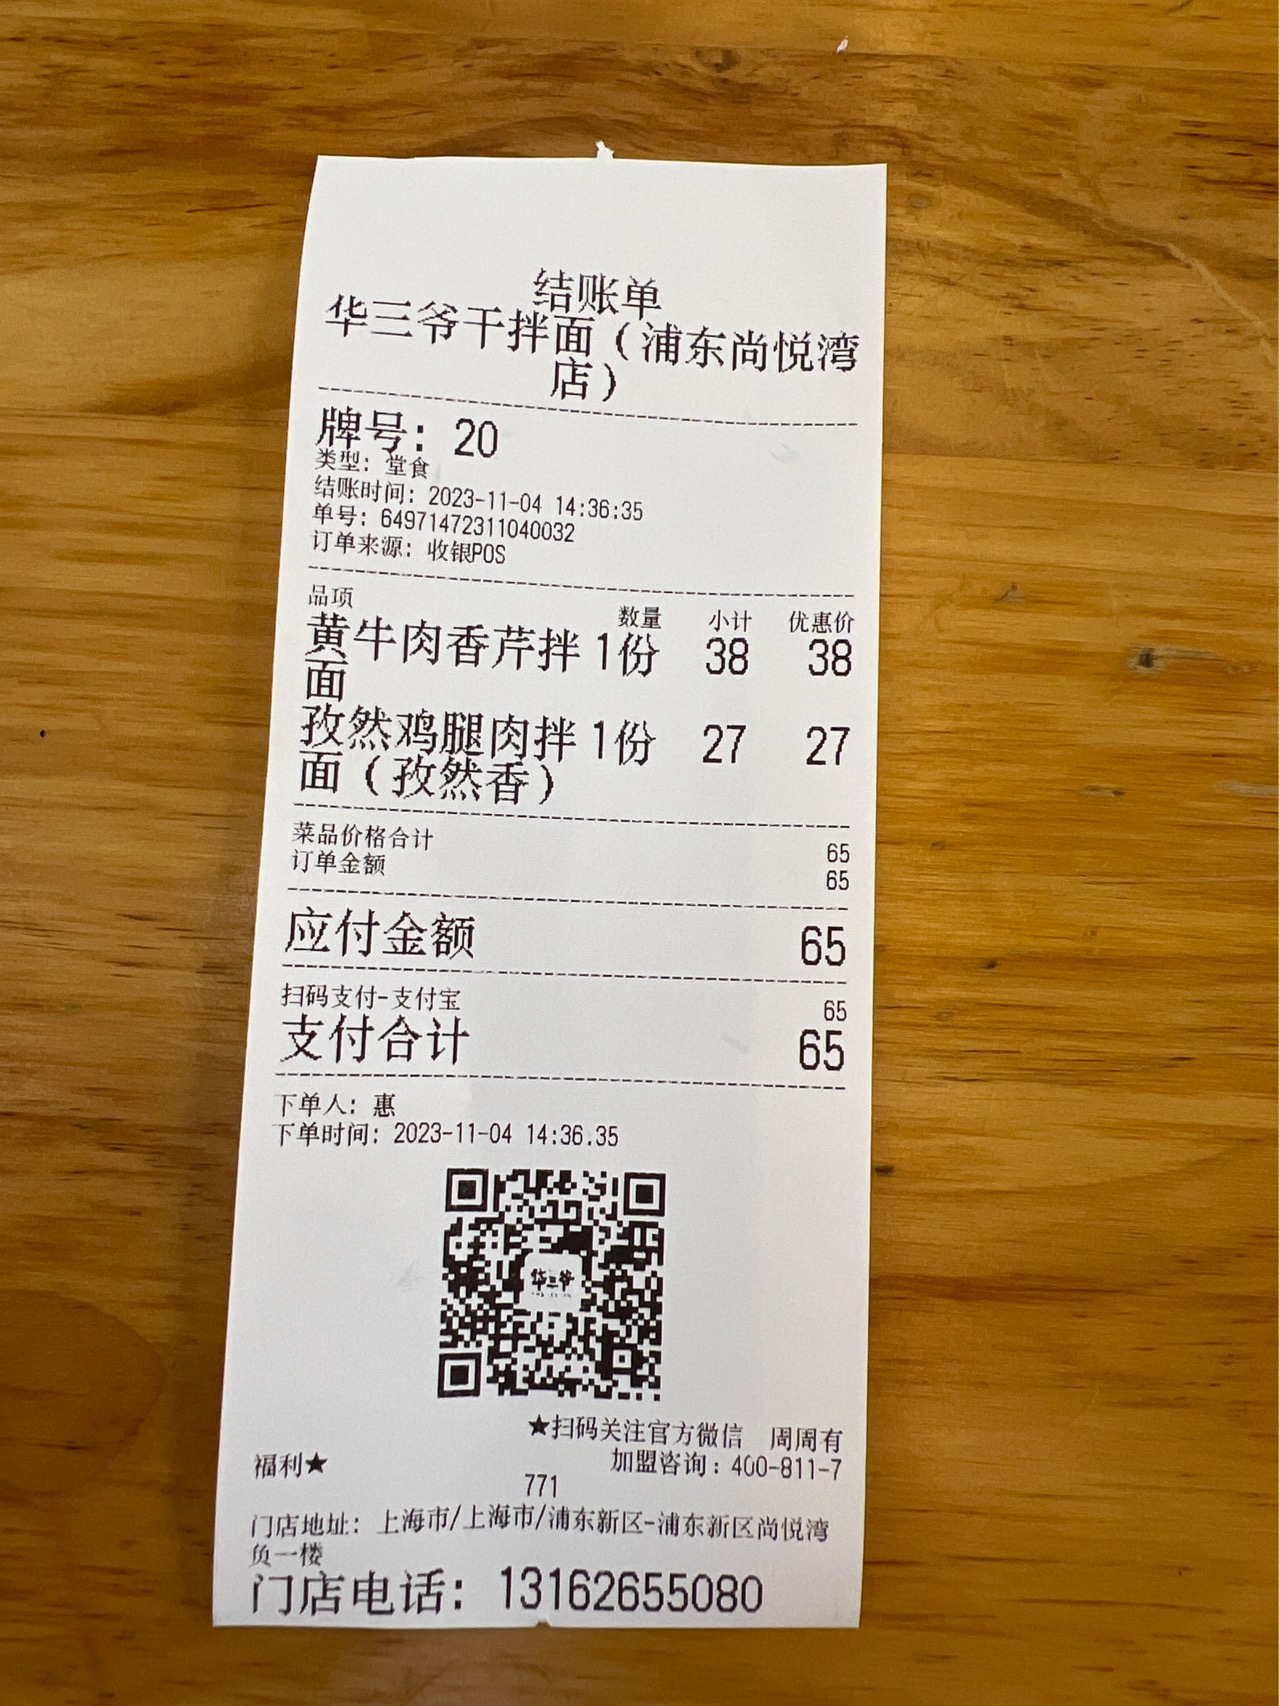 结账单
华三爷干拌面（浦东尚悦湾
店）
牌号：20
类型：堂食
结账时间：2023-11-04 14:36:35
单号：64971472311040032
订单来源：收银POS
品项 数量 小计 优惠价
黄牛肉香芹拌 1份 38 38
面
孜然鸡腿肉拌 1份 27 27
面（孜然香）
菜品价格合计 65
订单金额 65
应付金额 65
扫码支付-支付宝 65
支付合计 65
下单人：惠
下单时间：2023-11-04 14:36.35
华三爷
★扫码关注官方微信 周周有
福利★ 加盟咨询：400-811-7
771
门店地址：上海市/上海市/浦东新区-浦东新区尚悦湾
负一楼
门店电话：13162655080